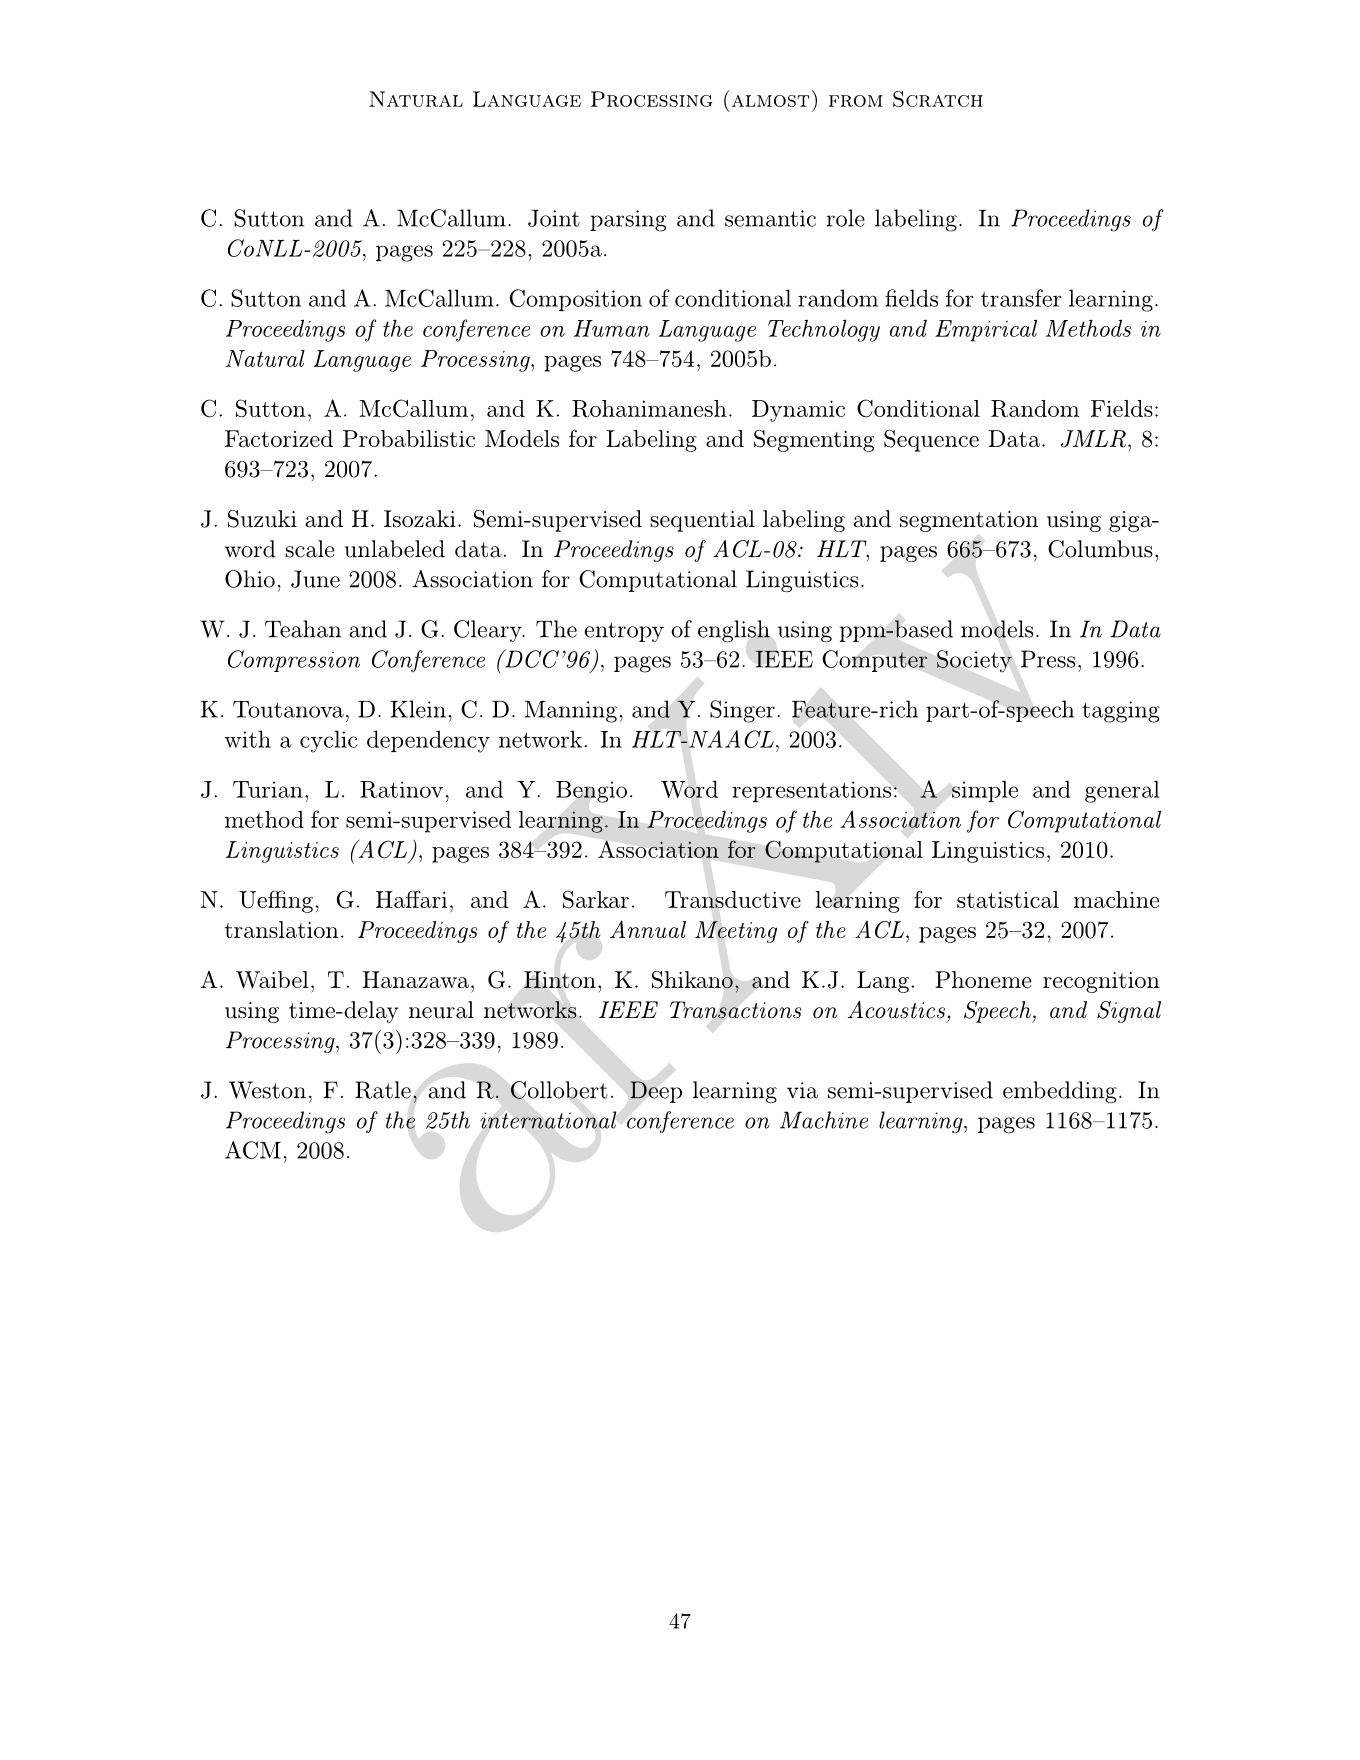 Natural Language Processing (almost) from Scratch
C. Sutton and A. McCallum. Joint parsing and semantic role labeling. In Proceedings of
CoNLL-2005, pages 225–228, 2005a.
C. Sutton and A. McCallum. Composition of conditional random fields for transfer learning.
Proceedings of the conference on Human Language Technology and Empirical Methods in
Natural Language Processing, pages 748–754, 2005b.
C. Sutton, A. McCallum, and K. Rohanimanesh. Dynamic Conditional Random Fields:
Factorized Probabilistic Models for Labeling and Segmenting Sequence Data. JMLR, 8:
693–723, 2007.
J. Suzuki and H. Isozaki. Semi-supervised sequential labeling and segmentation using giga-
word scale unlabeled data. In Proceedings of ACL-08: HLT, pages 665–673, Columbus,
Ohio, June 2008. Association for Computational Linguistics.
W. J. Teahan and J. G. Cleary. The entropy of english using ppm-based models. In In Data
Compression Conference (DCC'96), pages 53–62. IEEE Computer Society Press, 1996.
K. Toutanova, D. Klein, C. D. Manning, and Y. Singer. Feature-rich part-of-speech tagging
with a cyclic dependency network. In HLT-NAACL, 2003.
J. Turian, L. Ratinov, and Y. Bengio. Word representations: A simple and general
method for semi-supervised learning. In Proceedings of the Association for Computational
Linguistics (ACL), pages 384–392. Association for Computational Linguistics, 2010.
N. Ueffing, G. Haffari, and A. Sarkar. Transductive learning for statistical machine
translation. Proceedings of the 45th Annual Meeting of the ACL, pages 25–32, 2007.
A. Waibel, T. Hanazawa, G. Hinton, K. Shikano, and K.J. Lang. Phoneme recognition
using time-delay neural networks. IEEE Transactions on Acoustics, Speech, and Signal
Processing, 37(3):328–339, 1989.
J. Weston, F. Ratle, and R. Collobert. Deep learning via semi-supervised embedding. In
Proceedings of the 25th international conference on Machine learning, pages 1168–1175.
ACM, 2008.
arXiv
47